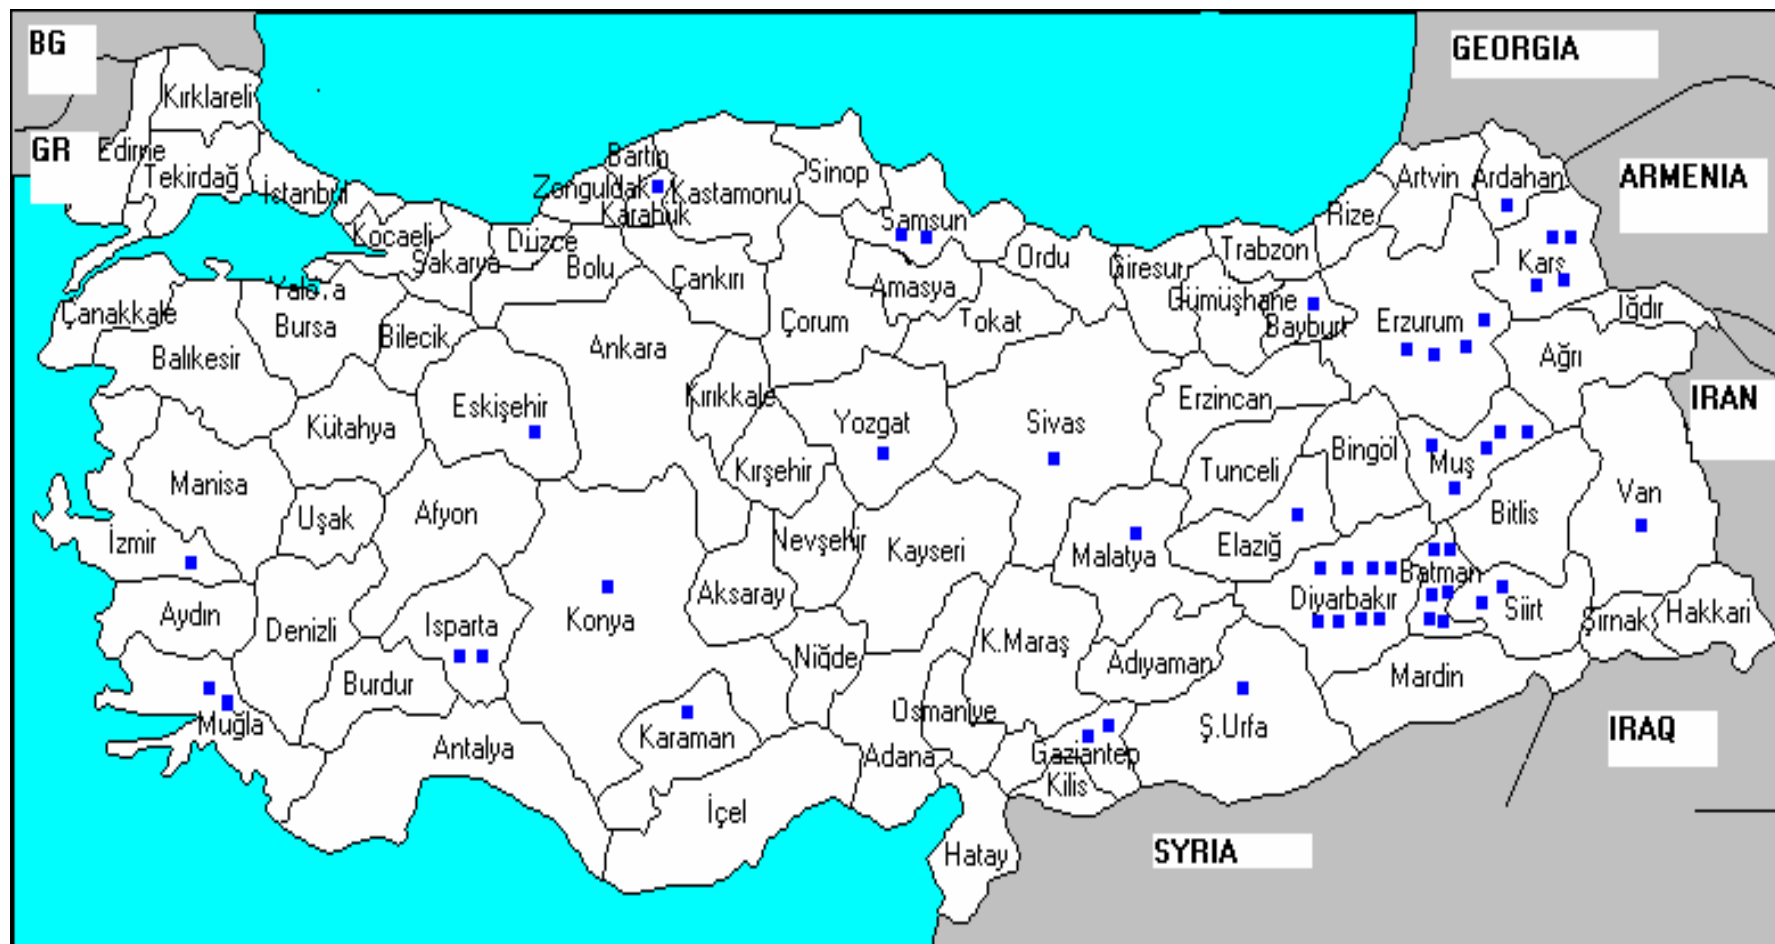 BG
GEORGIA
Kırklareli
GR
Edirne
Tekirdağ
İstanbul
Bartın
Zonguldak
Karabük
Kastamonu
Sinop
Samsun
Artvin
Ardahan
ARMENIA
Rize
Kocaeli
Sakarya
Düzce
Bolu
Çankırı
Amasya
Ordu
Giresun
Trabzon
Kars
Çanakkale
Yalova
Bursa
Bilecik
Ankara
Çorum
Tokat
Gümüşhane
Bayburt
Erzurum
Iğdır
Balıkesir
Ağrı
Eskişehir
Kütahya
Kırıkkale
Yozgat
Sivas
Erzincan
IRAN
Manisa
Uşak
Afyon
Kırşehir
Tunceli
Bingöl
Muş
Bitlis
Van
İzmir
Nevşehir
Kayseri
Malatya
Elazığ
Aksaray
Diyarbakır
Batman
Siirt
Şırnak
Hakkari
Aydın
Denizli
Isparta
Konya
Niğde
K.Maraş
Adıyaman
Mardin
Burdur
Muğla
Antalya
Karaman
Osmaniye
Adana
Gaziantep
Kilis
Ş.Urfa
IRAQ
İçel
Hatay
SYRIA